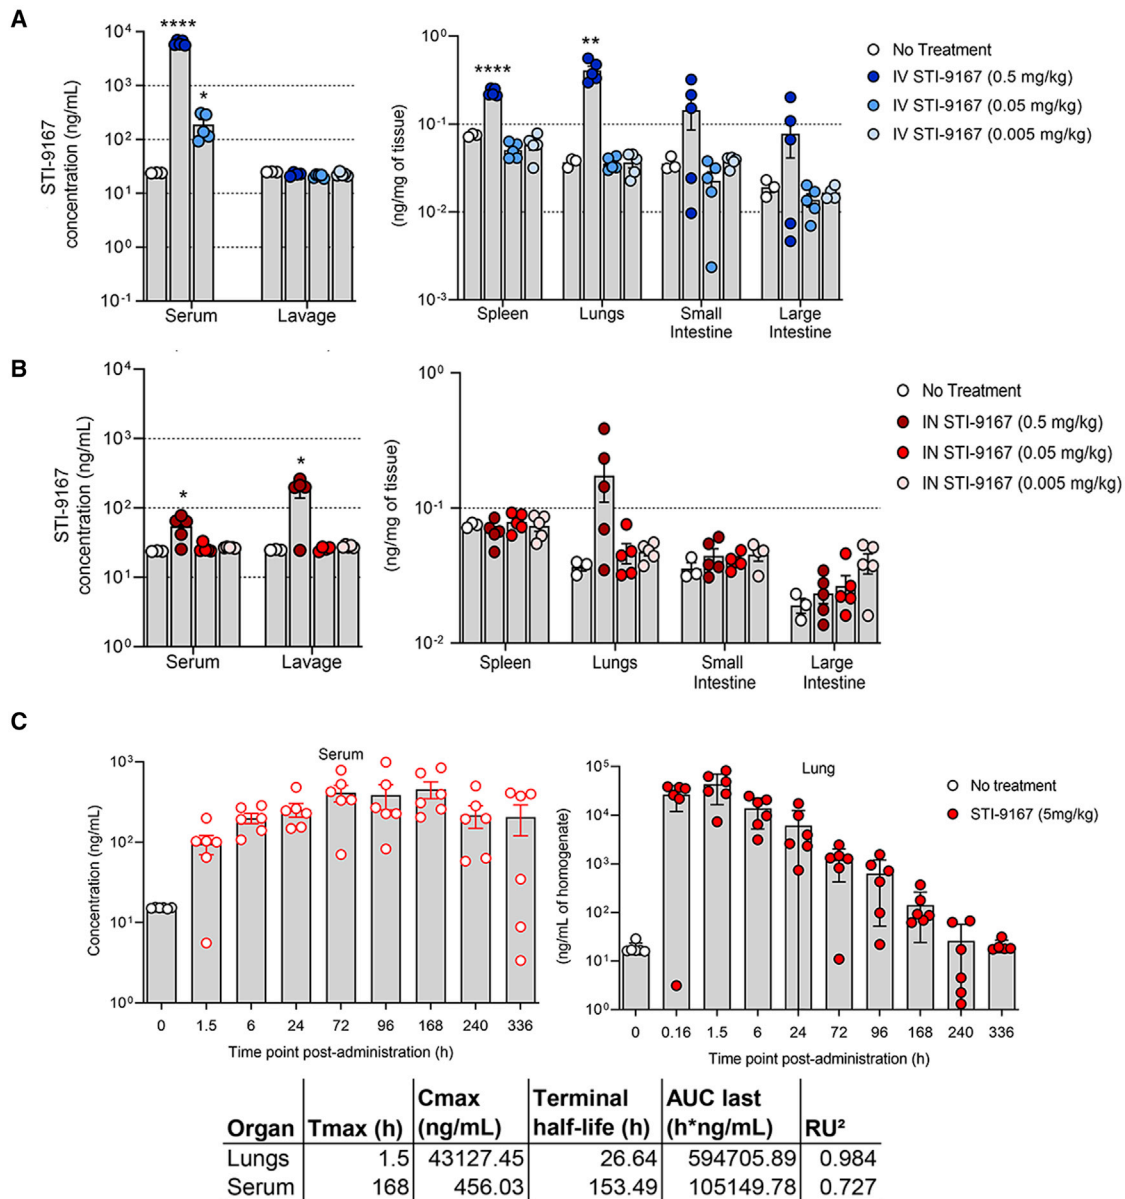 A
****
*
STI-9167
concentration (ng/mL)
10⁴
10³
10²
10¹
10⁰
10⁻¹
Serum
Lavage
****
**
(ng/mg of tissue)
10⁰
10⁻¹
10⁻²
10⁻³
Spleen
Lungs
Small
Intestine
Large
Intestine
No Treatment
IV STI-9167 (0.5 mg/kg)
IV STI-9167 (0.05 mg/kg)
IV STI-9167 (0.005 mg/kg)
B
*
*
STI-9167
concentration (ng/mL)
10⁴
10³
10²
10¹
10⁰
Serum
Lavage
(ng/mg of tissue)
10⁰
10⁻¹
10⁻²
Spleen
Lungs
Small
Intestine
Large
Intestine
No Treatment
IN STI-9167 (0.5 mg/kg)
IN STI-9167 (0.05 mg/kg)
IN STI-9167 (0.005 mg/kg)
C
Serum
Concentration (ng/mL)
10³
10²
10¹
10⁰
0 1.5 6 24 72 96 168 240 336
Time point post-administration (h)
Lung
(ng/mL of homogenate)
10⁵
10⁴
10³
10²
10¹
10⁰
0 0.16 1.5 6 24 72 96 168 240 336
Time point post-administration (h)
No treatment
STI-9167 (5mg/kg)
Organ Tmax (h) Cmax (ng/mL) Terminal half-life (h) AUC last (h*ng/mL) RU²
Lungs 1.5 43127.45 26.64 594705.89 0.984
Serum 168 456.03 153.49 105149.78 0.727